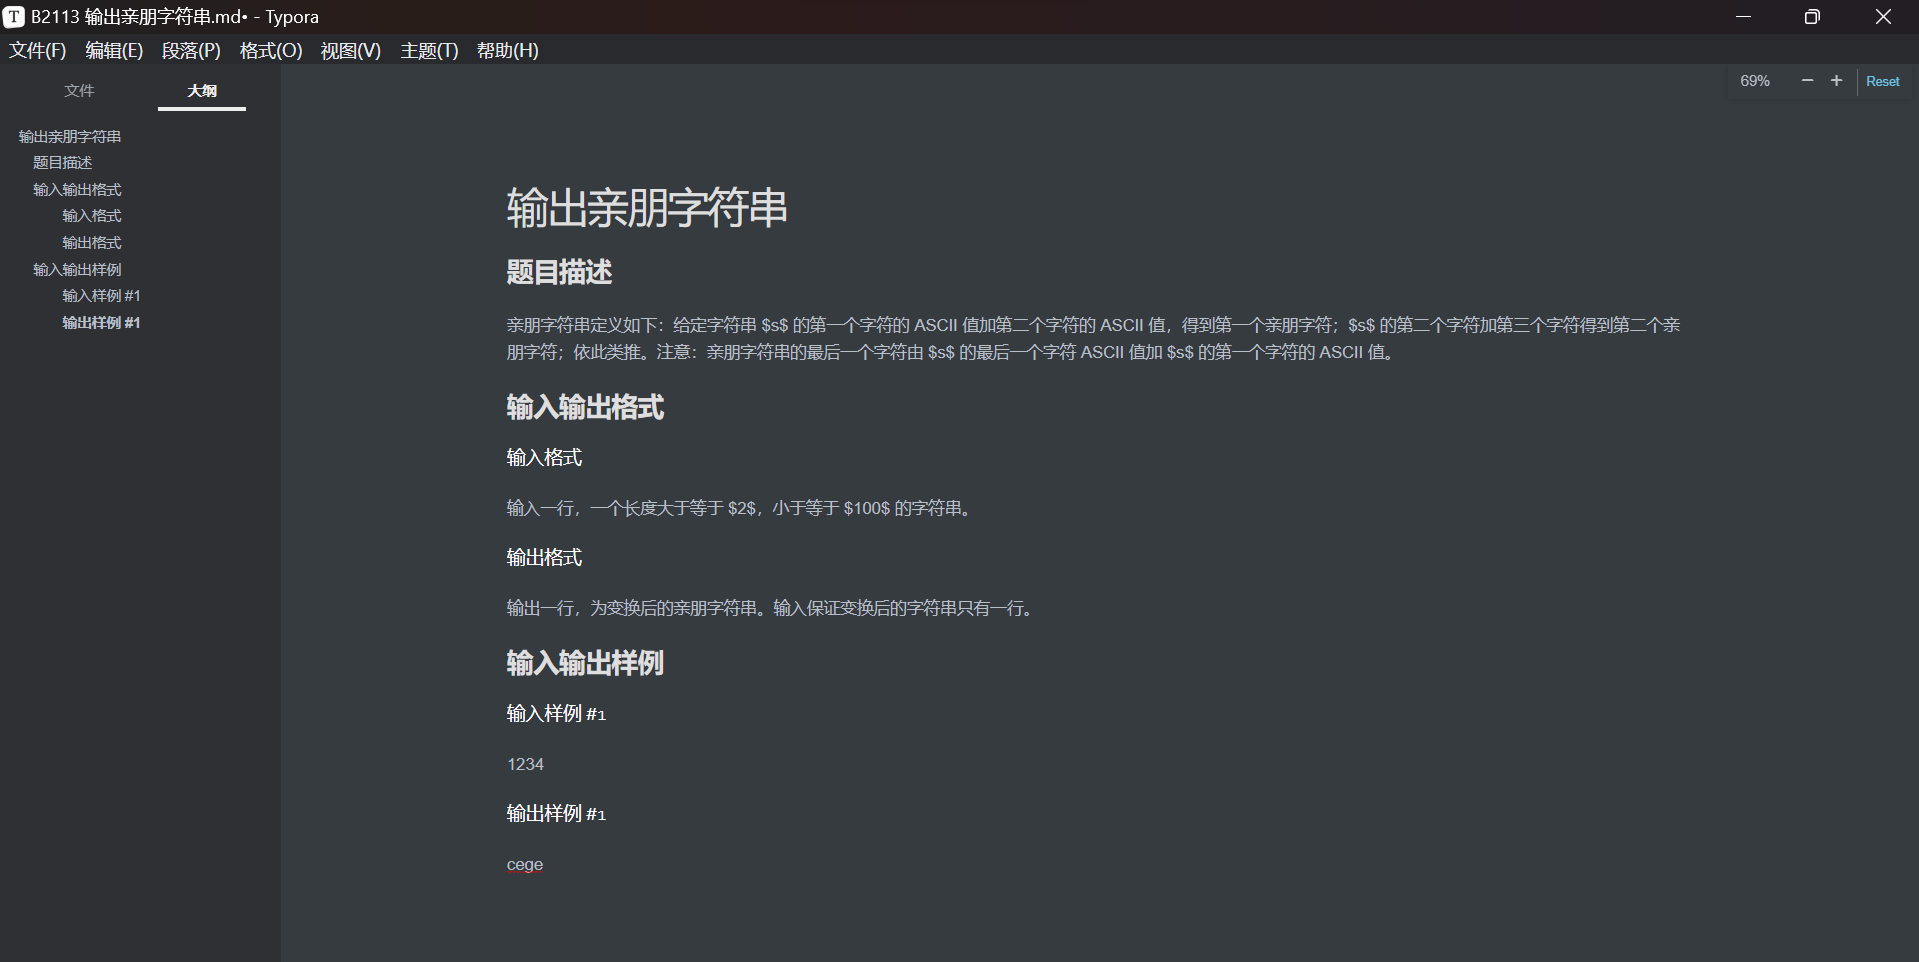 B2113 输出亲朋字符串.md• - Typora
文件(F) 编辑(E) 段落(P) 格式(O) 视图(V) 主题(T) 帮助(H)
文件 大纲
69% − + Reset
输出亲朋字符串
题目描述
输入输出格式
输入格式
输出格式
输入输出样例
输入样例 #1
输出样例 #1
输出亲朋字符串
题目描述
亲朋字符串定义如下：给定字符串 $s$ 的第一个字符的 ASCII 值加第二个字符的 ASCII 值，得到第一个亲朋字符；$s$ 的第二个字符加第三个字符得到第二个亲
朋字符；依此类推。注意：亲朋字符串的最后一个字符由 $s$ 的最后一个字符 ASCII 值加 $s$ 的第一个字符的 ASCII 值。
输入输出格式
输入格式
输入一行，一个长度大于等于 $2$，小于等于 $100$ 的字符串。
输出格式
输出一行，为变换后的亲朋字符串。输入保证变换后的字符串只有一行。
输入输出样例
输入样例 #1
1234
输出样例 #1
cege